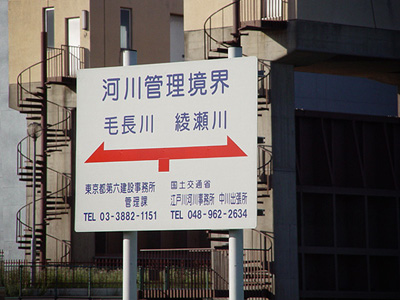 河川管理境界
毛長川 綾瀬川
東京都第六建設事務所
管理課
TEL 03-3882-1151
国土交通省
江戸川河川事務所 中川出張所
TEL 048-962-2634